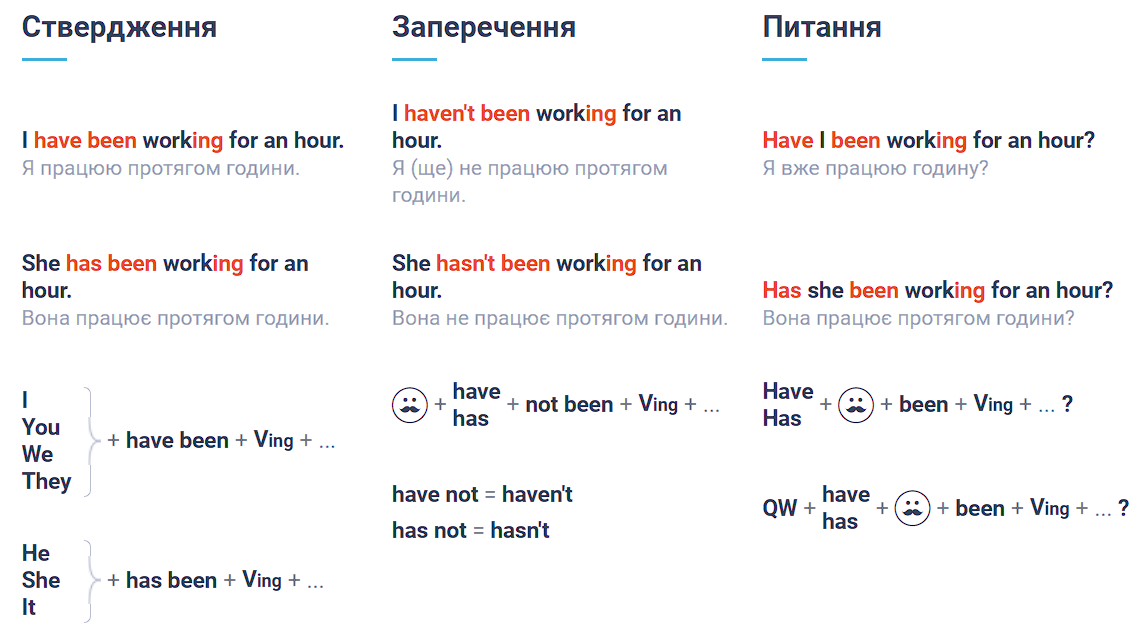 Ствердження
I have been working for an hour.
Я працюю протягом години.
She has been working for an
hour.
Вона працює протягом години.
I
You
We
They
+ have been + Ving + ...
He
She
It
+ has been + Ving + ...
Заперечення
I haven't been working for an
hour.
Я (ще) не працюю протягом
години.
She hasn't been working for an
hour.
Вона не працює протягом години.
+ have
has + not been + Ving + ...
have not = haven't
has not = hasn't
Питання
Have I been working for an hour?
Я вже працюю годину?
Has she been working for an hour?
Вона працює протягом години?
Have
Has + + been + Ving + ... ?
QW + have
has + + been + Ving + ... ?